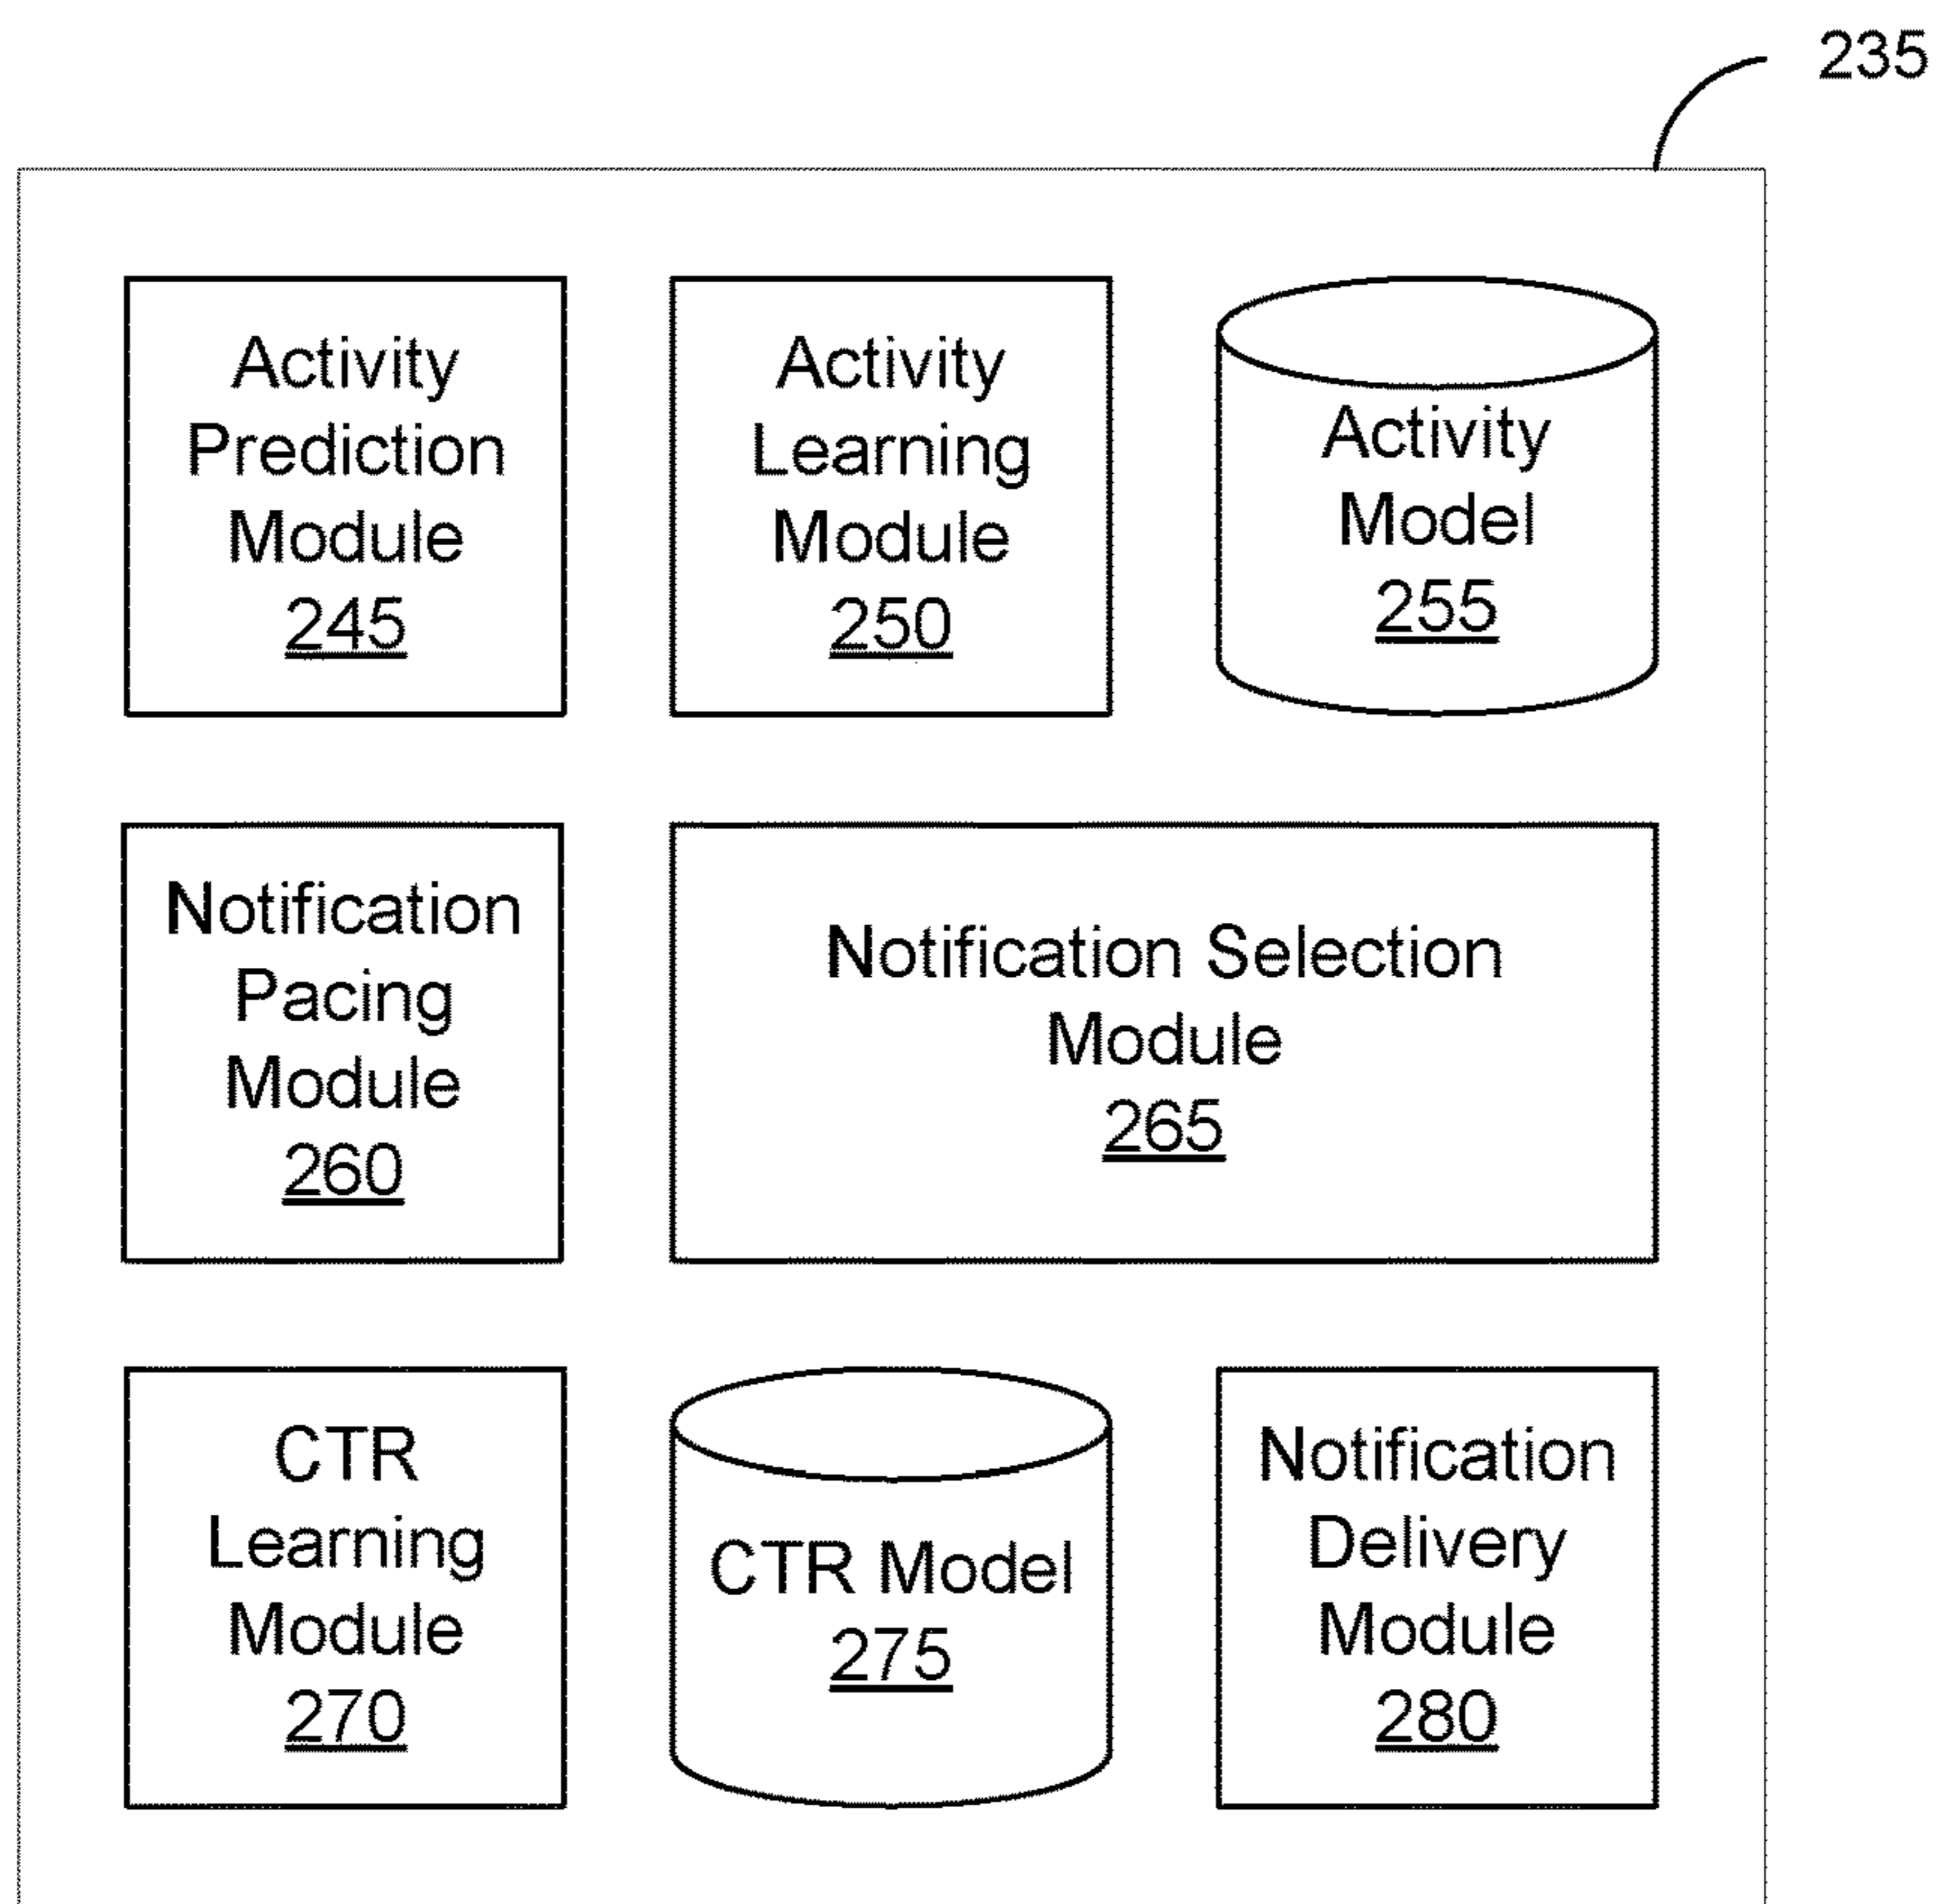 235
Activity
Prediction
Module
245
Activity
Learning
Module
250
Activity
Model
255
Notification
Pacing
Module
260
Notification Selection
Module
265
CTR
Learning
Module
270
CTR Model
275
Notification
Delivery
Module
280